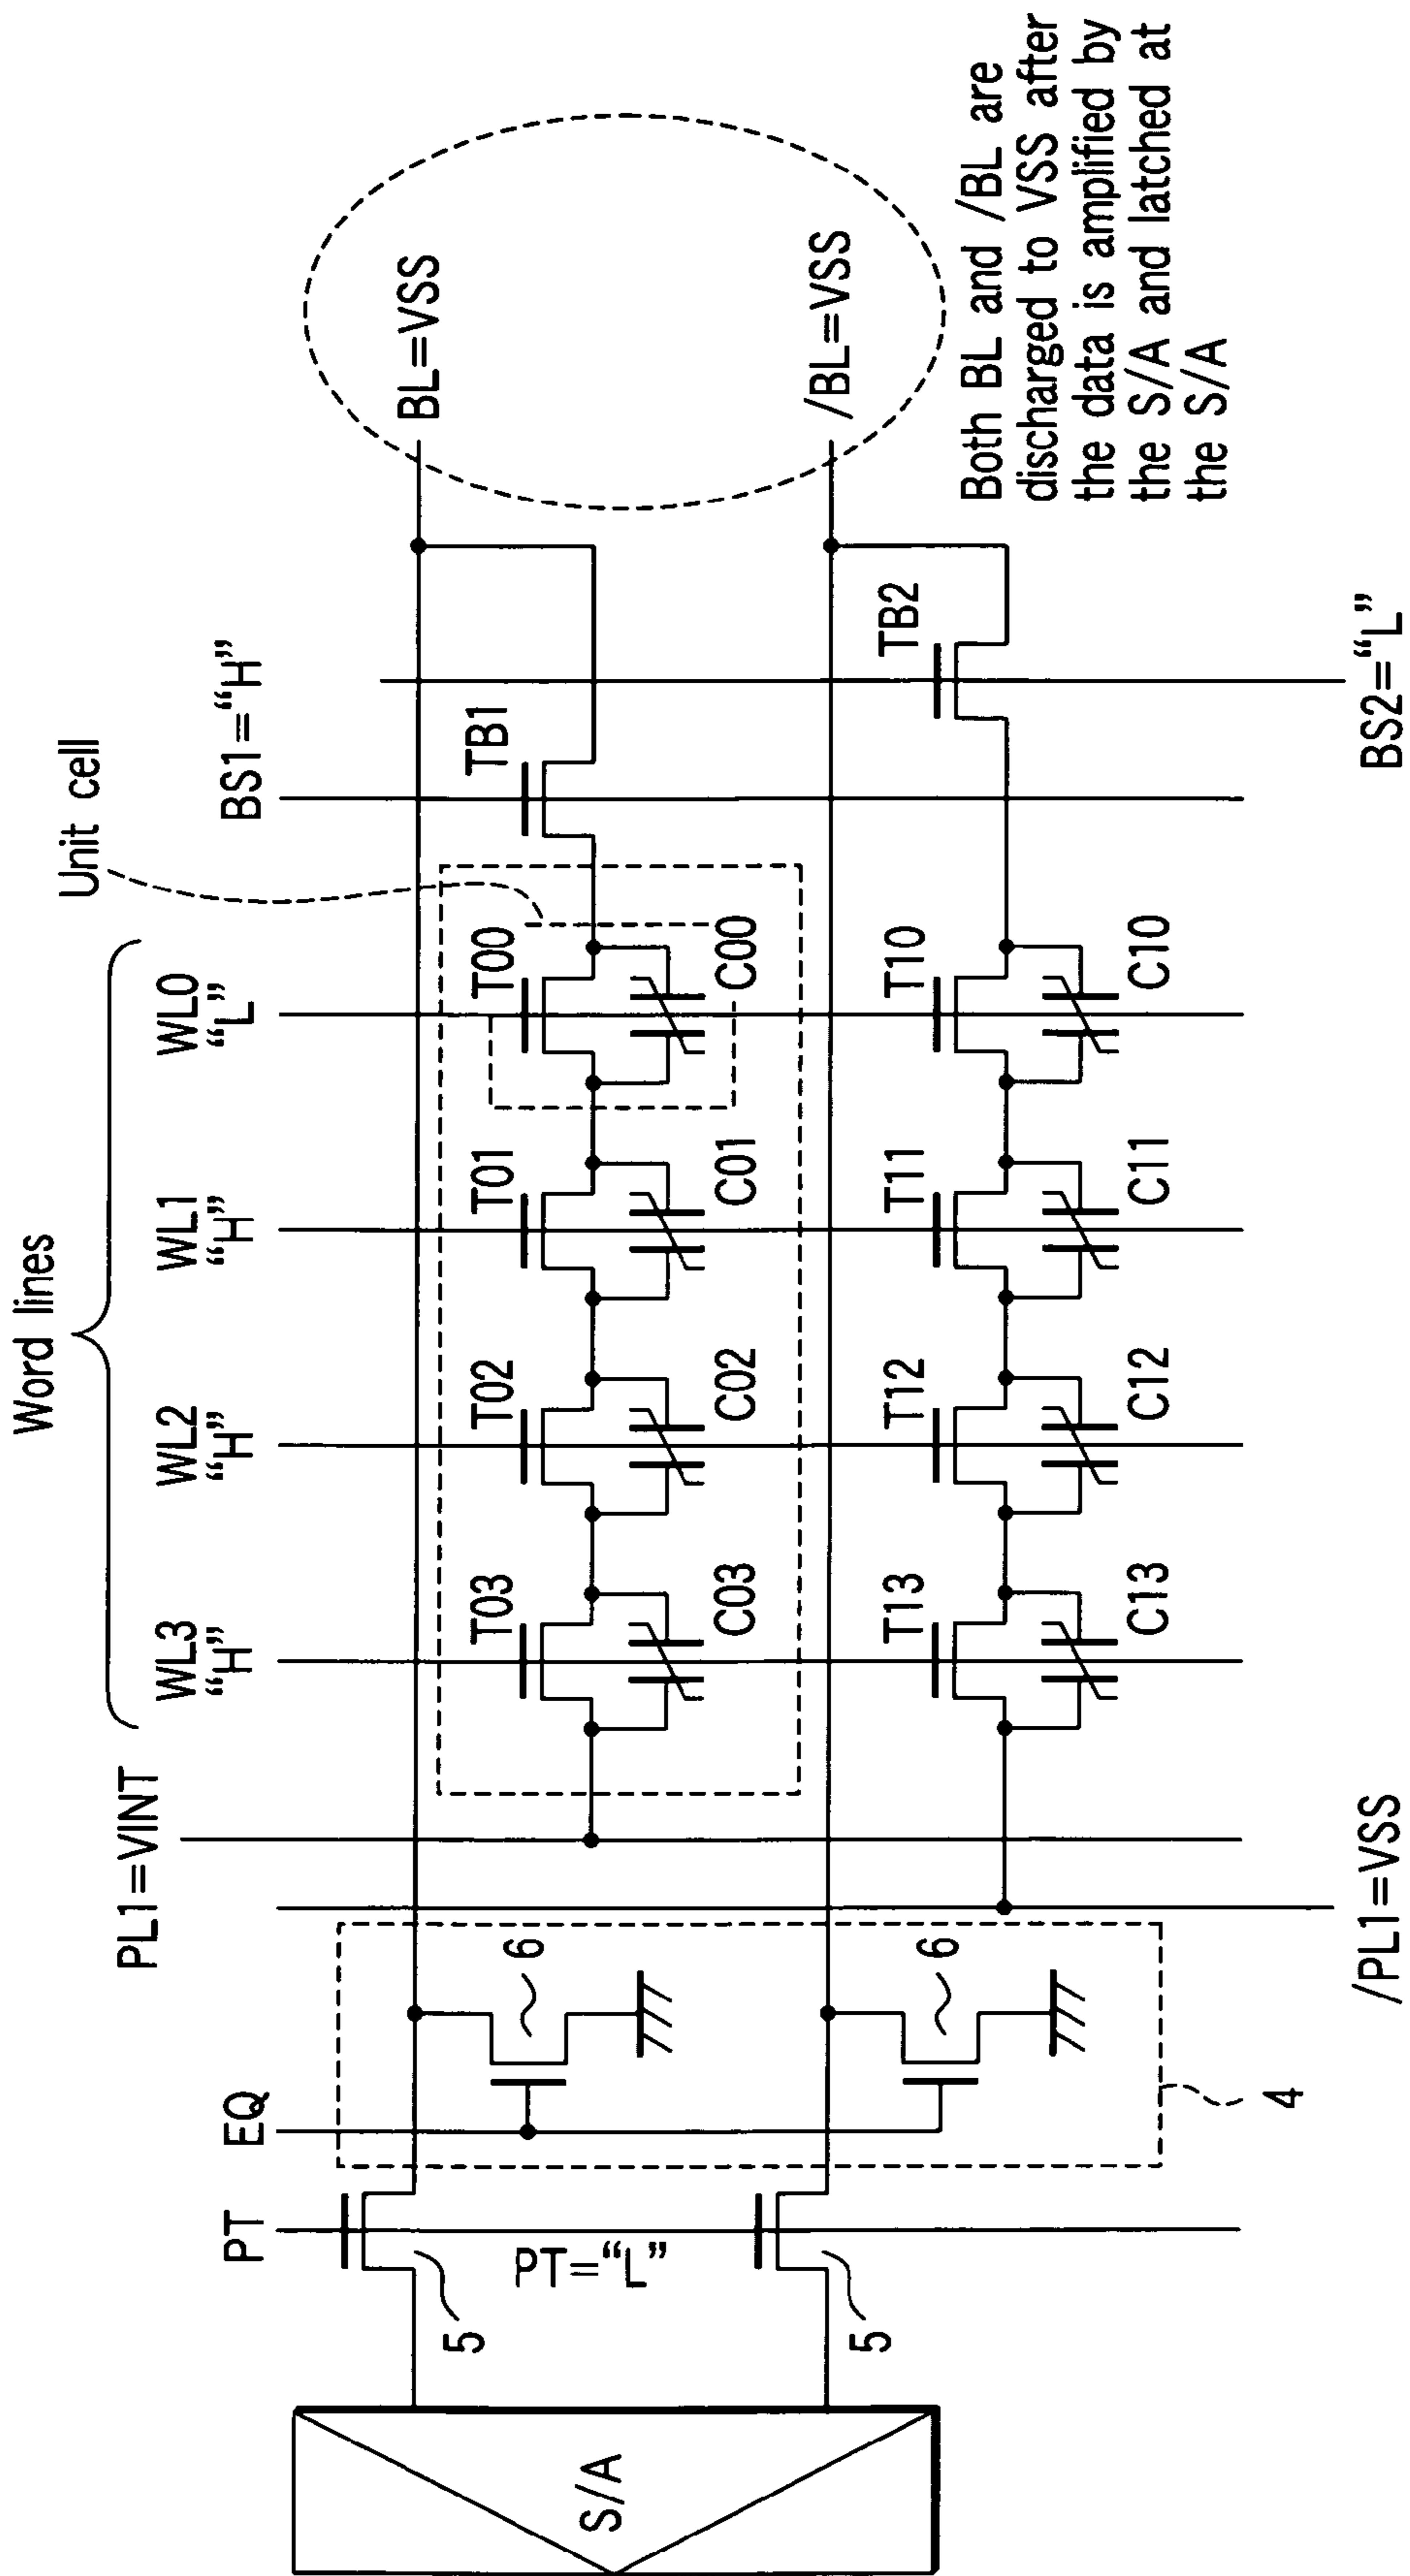 Word lines
Unit cell
PT
EQ
PL1=VINT
WL3
“H”
WL2
“H”
WL1
“H”
WL0
“L”
BS1=“H”
BL=VSS
T03
T02
T01
T00
TB1
6
5
PT=“L”
C03
C02
C01
C00
S/A
/BL=VSS
T13
T12
T11
T10
TB2
6
5
C13
C12
C11
C10
4
/PL1=VSS
BS2=“L”
Both BL and /BL are
discharged to VSS after
the data is amplified by
the S/A and latched at
the S/A